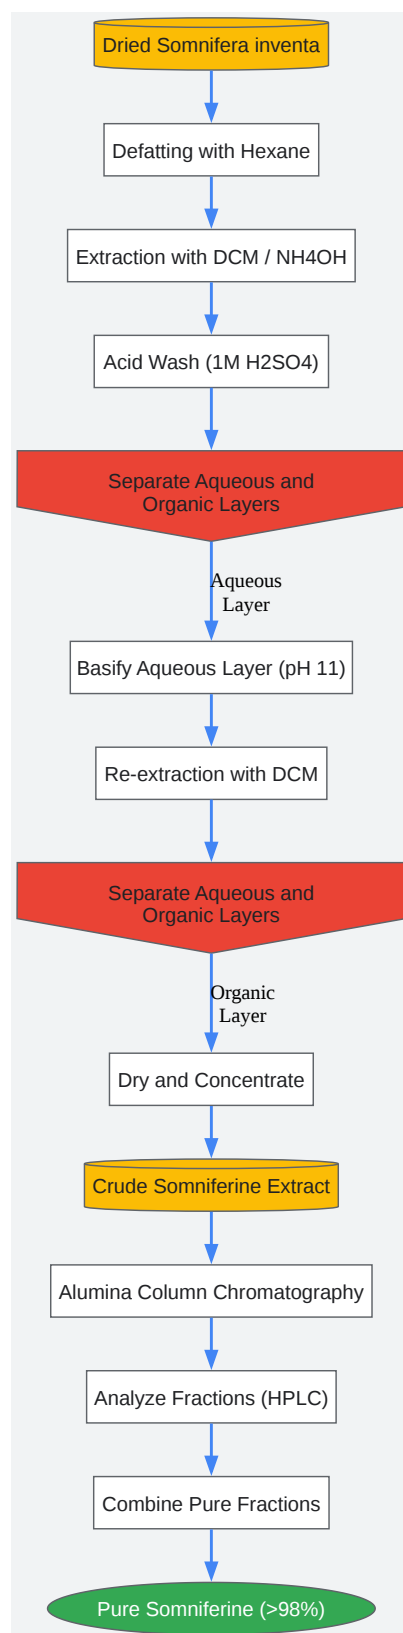 Dried Somnifera inventa
Defatting with Hexane
Extraction with DCM / NH4OH
Acid Wash (1M H2SO4)
Separate Aqueous and
Organic Layers
Aqueous
Layer
Basify Aqueous Layer (pH 11)
Re-extraction with DCM
Separate Aqueous and
Organic Layers
Organic
Layer
Dry and Concentrate
Crude Somniferine Extract
Alumina Column Chromatography
Analyze Fractions (HPLC)
Combine Pure Fractions
Pure Somniferine (>98%)